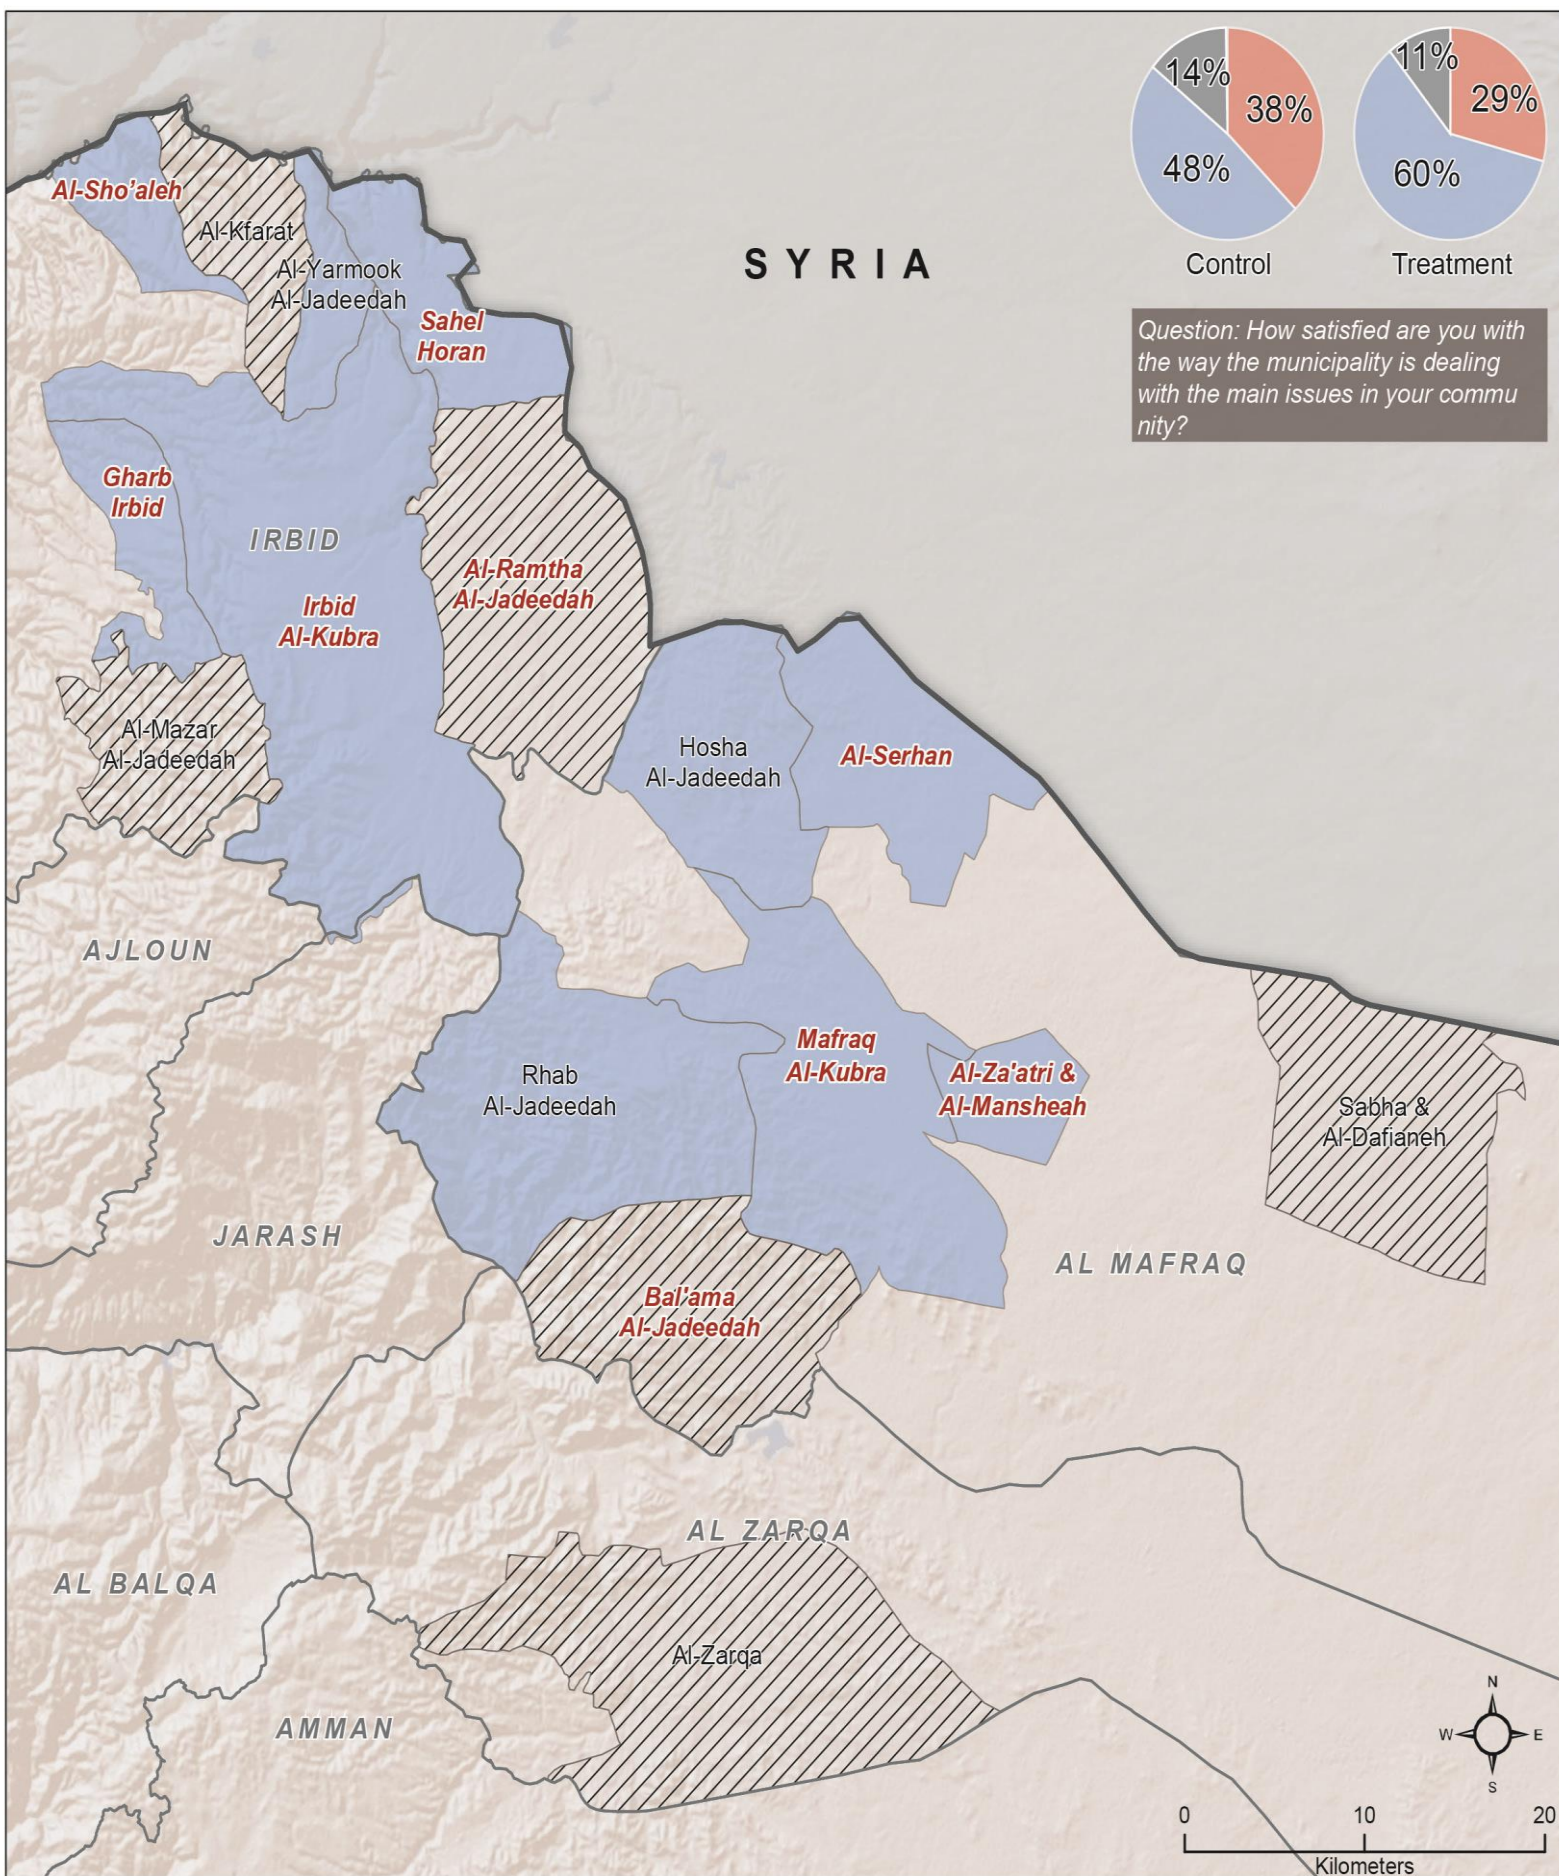 14%
38%
48%
Control
11%
29%
60%
Treatment
Question: How satisfied are you with
the way the municipality is dealing
with the main issues in your commu
nity?
SYRIA
Al-Sho'aleh
Al-Kfarat
Al-Yarmook
Al-Jadeedah
Sahel
Horan
Gharb
Irbid
IRBID
Irbid
Al-Kubra
Al-Ramtha
Al-Jadeedah
Al-Mazar
Al-Jadeedah
Hosha
Al-Jadeedah
Al-Serhan
AJLOUN
Rhab
Al-Jadeedah
Mafraq
Al-Kubra
Al-Za'atri &
Al-Mansheah
Sabha &
Al-Dafianeh
JARASH
AL MAFRAQ
Bal'ama
Al-Jadeedah
AL ZARQA
AL BALQA
Al-Zarqa
AMMAN
N
W
E
S
0
10
20
Kilometers